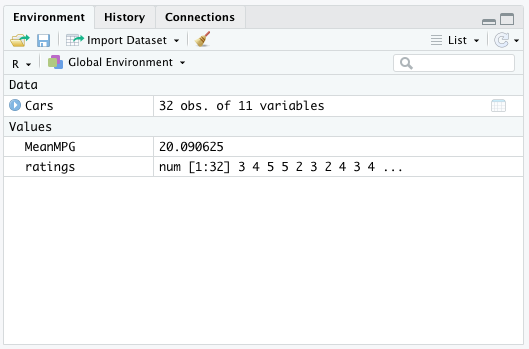 Environment History Connections
Import Dataset List
R Global Environment
Data
Cars 32 obs. of 11 variables
Values
MeanMPG 20.090625
ratings num [1:32] 3 4 5 5 2 3 2 4 3 4 ...